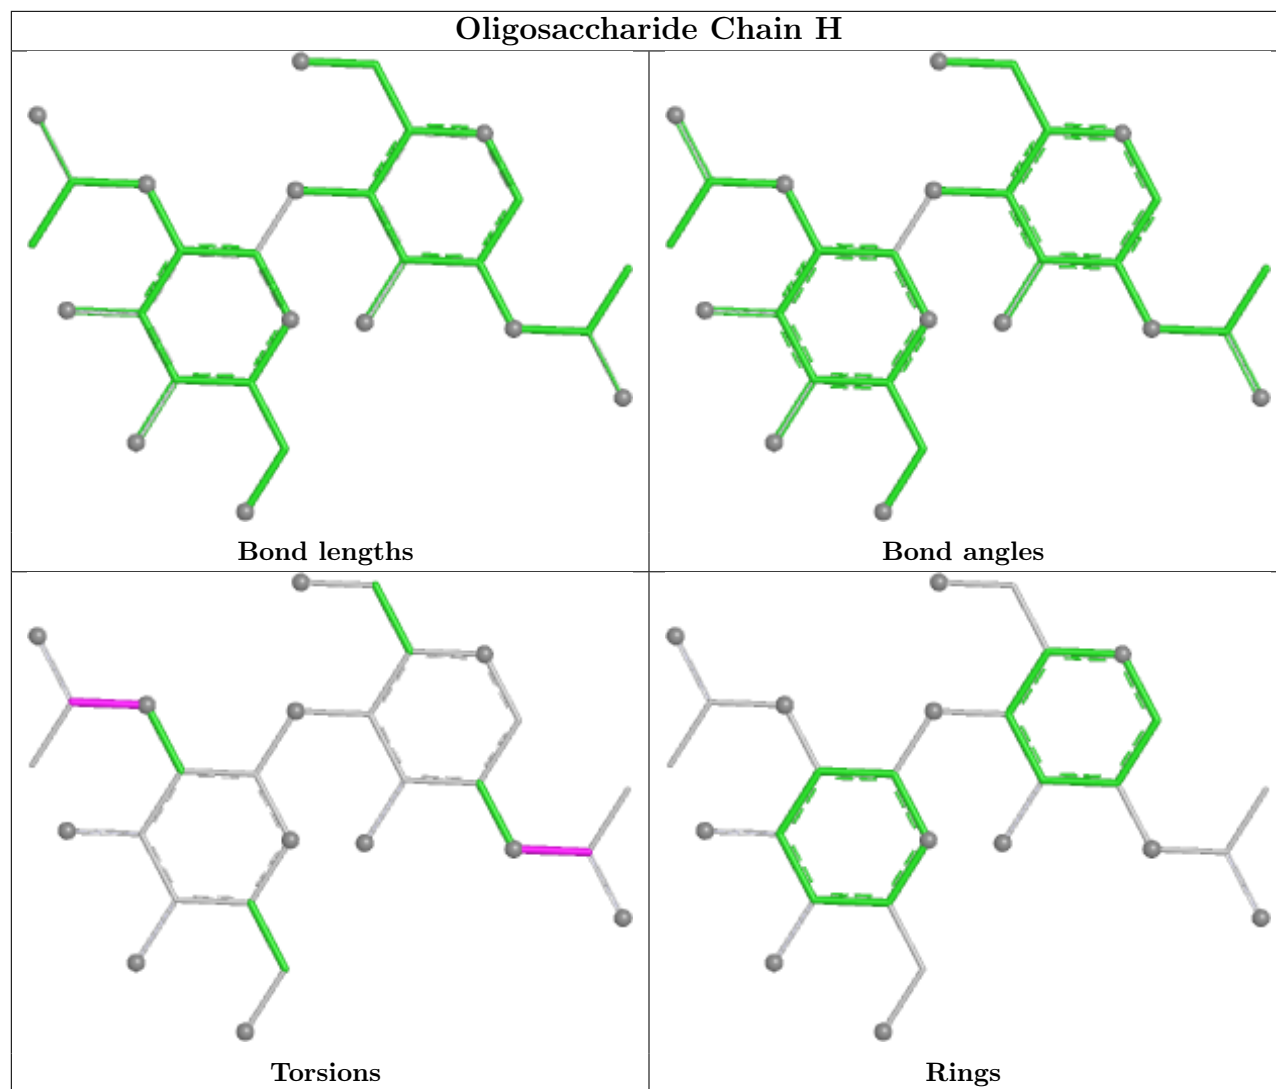 Oligosaccharide Chain H
Bond lengths
Bond angles
Torsions
Rings